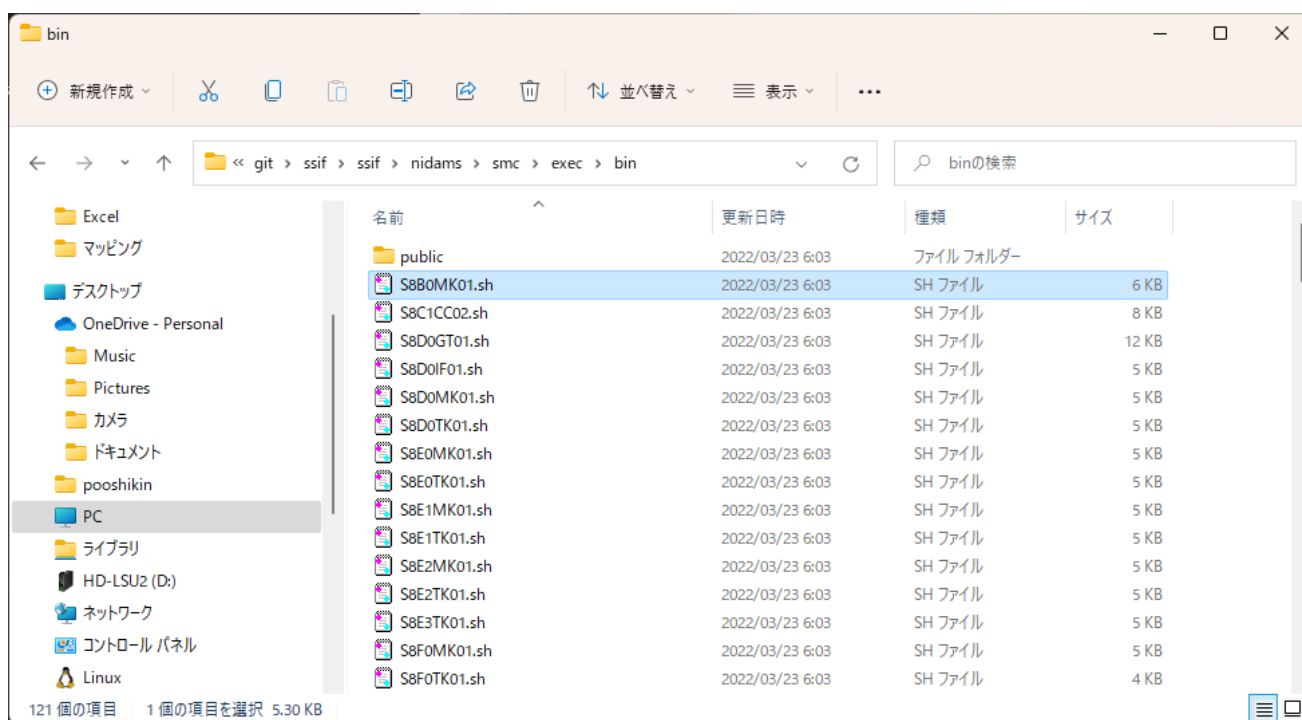 bin
新規作成 並べ替え 表示
« git > ssif > ssif > nidams > smc > exec > bin binの検索
Excel
マッピング
デスクトップ
OneDrive - Personal
Music
Pictures
カメラ
ドキュメント
pooshikin
PC
ライブラリ
HD-LSU2 (D:)
ネットワーク
コントロール パネル
Linux
名前 更新日時 種類 サイズ
public 2022/03/23 6:03 ファイル フォルダー
S8B0MK01.sh 2022/03/23 6:03 SH ファイル 6 KB
S8C1CC02.sh 2022/03/23 6:03 SH ファイル 8 KB
S8D0GT01.sh 2022/03/23 6:03 SH ファイル 12 KB
S8D0IF01.sh 2022/03/23 6:03 SH ファイル 5 KB
S8D0MK01.sh 2022/03/23 6:03 SH ファイル 5 KB
S8D0TK01.sh 2022/03/23 6:03 SH ファイル 5 KB
S8E0MK01.sh 2022/03/23 6:03 SH ファイル 5 KB
S8E0TK01.sh 2022/03/23 6:03 SH ファイル 5 KB
S8E1MK01.sh 2022/03/23 6:03 SH ファイル 5 KB
S8E1TK01.sh 2022/03/23 6:03 SH ファイル 5 KB
S8E2MK01.sh 2022/03/23 6:03 SH ファイル 5 KB
S8E2TK01.sh 2022/03/23 6:03 SH ファイル 5 KB
S8E3TK01.sh 2022/03/23 6:03 SH ファイル 5 KB
S8F0MK01.sh 2022/03/23 6:03 SH ファイル 5 KB
S8F0TK01.sh 2022/03/23 6:03 SH ファイル 4 KB
121 個の項目 1 個の項目を選択 5.30 KB